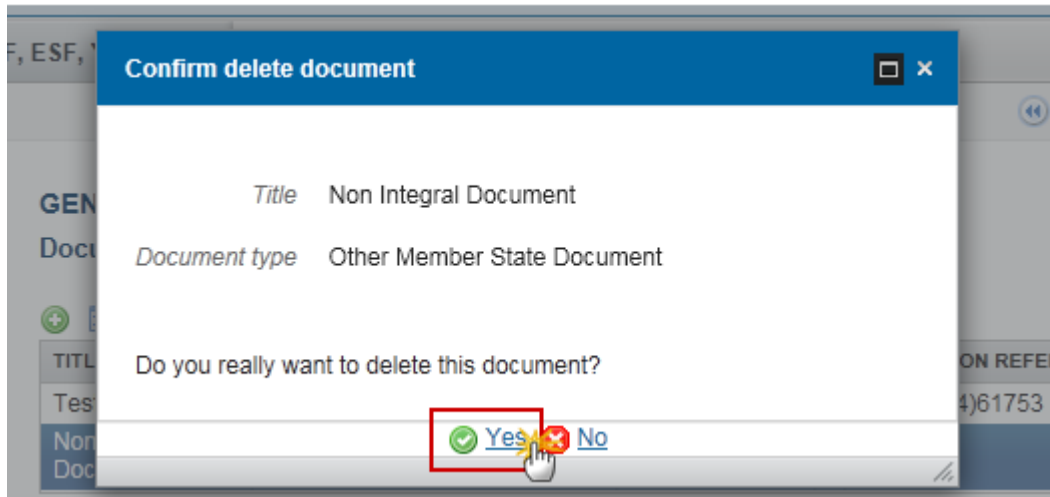 F, ESF,
Confirm delete document
Title Non Integral Document
GEN
Docu
Document type Other Member State Document
TITL
ON REFE
Do you really want to delete this document?
Tes
4)61753
Yes No
Non
Doc